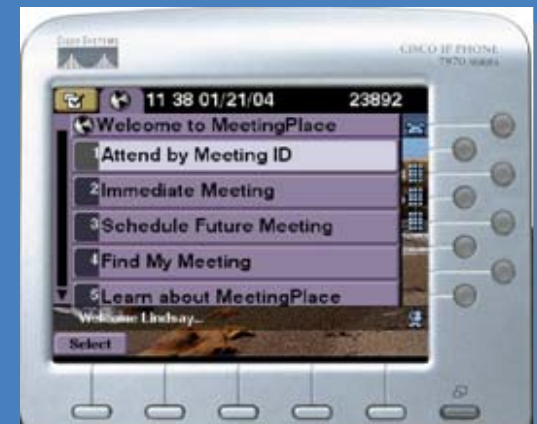 CISCO SYSTEMS
CISCO IP PHONE
7970 SERIES
11 38 01/21/04 23892
Welcome to MeetingPlace
1 Attend by Meeting ID
2 Immediate Meeting
3 Schedule Future Meeting
4 Find My Meeting
5 Learn about MeetingPlace
Welcome Lindsay...
Select